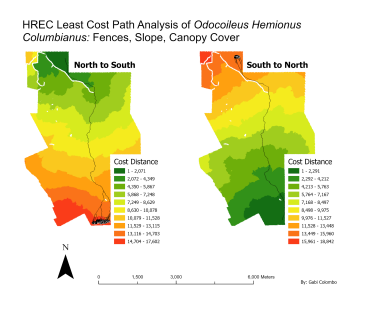 HREC Least Cost Path Analysis of Odocoileus Hemionus
Columbianus: Fences, Slope, Canopy Cover
North to South
South to North
Cost Distance
1 - 2,071
2,072 - 4,349
4,350 - 5,867
5,868 - 7,248
7,249 - 8,629
8,630 - 10,078
10,079 - 11,528
11,529 - 13,115
13,116 - 14,703
14,704 - 17,602
Cost Distance
1 - 2,291
2,292 - 4,212
4,213 - 5,763
5,764 - 7,167
7,168 - 8,497
8,498 - 9,975
9,976 - 11,527
11,528 - 13,448
13,449 - 15,960
15,961 - 18,842
N
0 1,500 3,000 6,000 Meters
By: Gabi Colombo